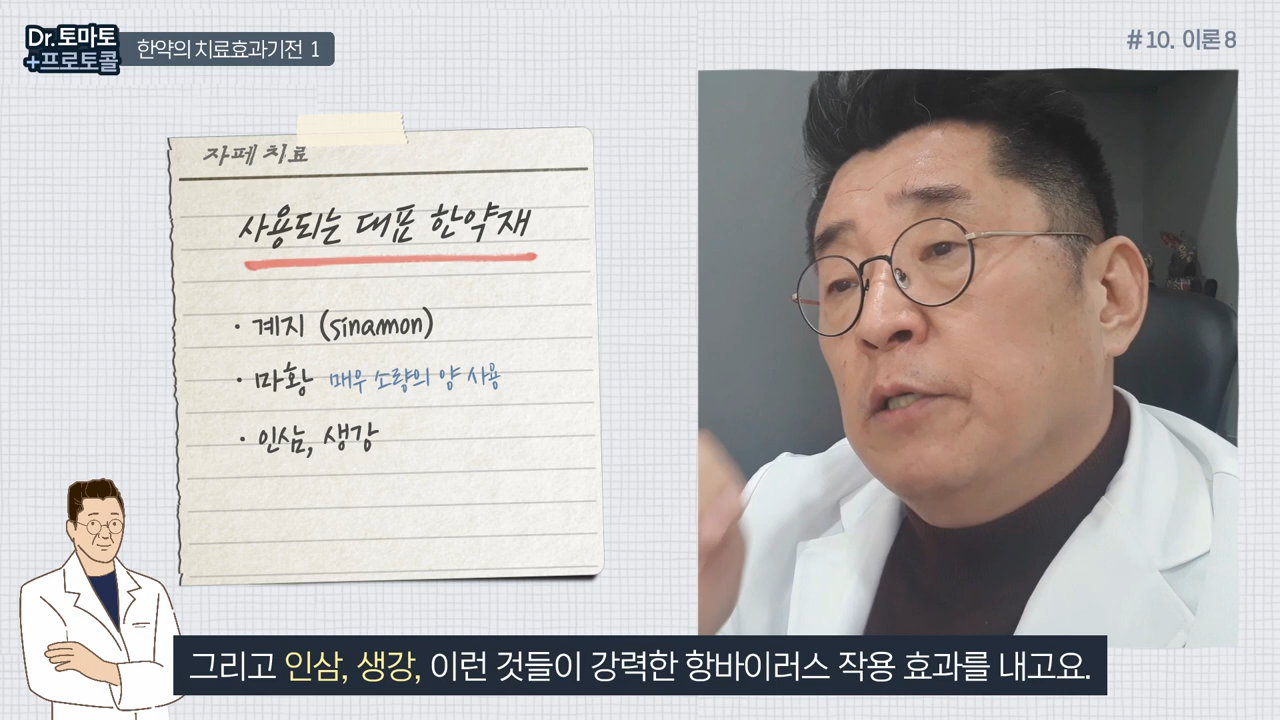 Dr.토마토
+프로토콜
한약의 치료효과기전 1
#10. 이론8
자폐 치료
사용되는 대표 한약재
· 계지 (sinamon)
· 마황 매우 소량의 양 사용
· 인삼, 생강
그리고 인삼, 생강, 이런 것들이 강력한 항바이러스 작용 효과를 내고요.